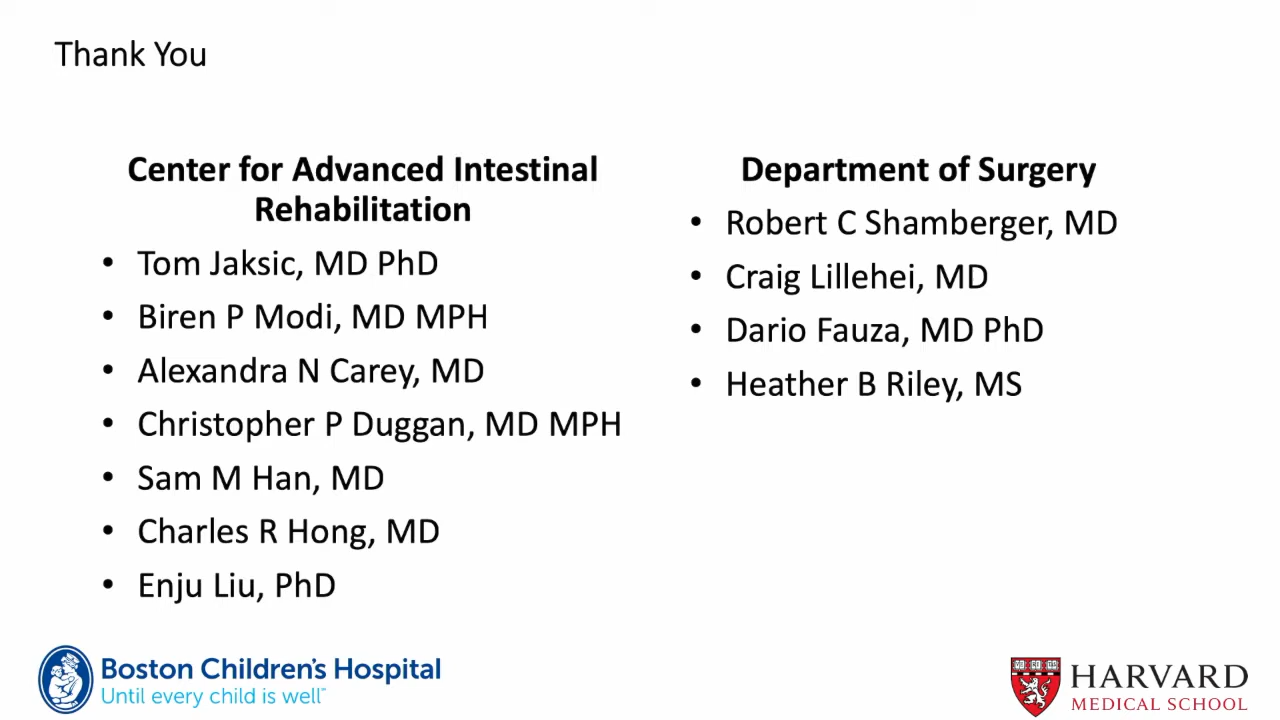 Thank You
Center for Advanced Intestinal
Rehabilitation
• Tom Jaksic, MD PhD
• Biren P Modi, MD MPH
• Alexandra N Carey, MD
• Christopher P Duggan, MD MPH
• Sam M Han, MD
• Charles R Hong, MD
• Enju Liu, PhD
Department of Surgery
• Robert C Shamberger, MD
• Craig Lillehei, MD
• Dario Fauza, MD PhD
• Heather B Riley, MS
Boston Children's Hospital
Until every child is well™
HARVARD
MEDICAL SCHOOL